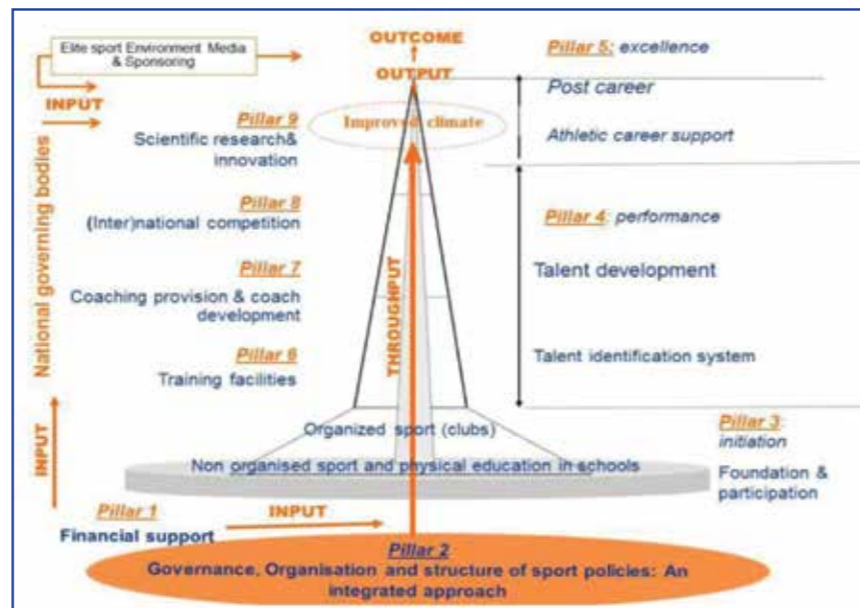 Elite sport Environment Media
& Sponsoring
INPUT
OUTCOME
OUTPUT
Pillar 5: excellence
Post career
Athletic career support
Pillar 9
Scientific research&
innovation
Improved climate
Pillar 8
(Inter)national competition
Pillar 4: performance
Talent development
Pillar 7
Coaching provision & coach
development
Talent identification system
Pillar 6
Training facilities
National governing bodies
THROUGHPUT
INPUT
Organized sport (clubs)
Non organised sport and physical education in schools
Pillar 3:
initiation
Foundation &
participation
Pillar 1
Financial support
INPUT
Pillar 2
Governance, Organisation and structure of sport policies: An
integrated approach